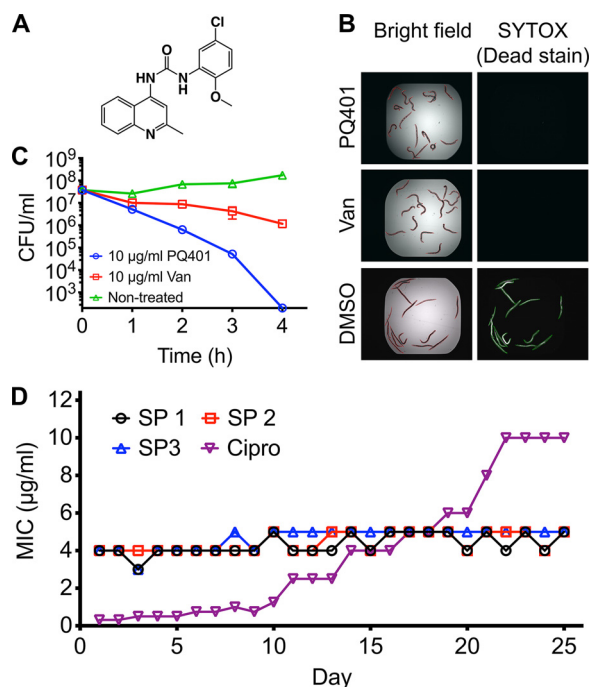 A
Cl
O
NH
NH
O
N
B
Bright field
SYTOX
(Dead stain)
PQ401
Van
DMSO
C
CFU/ml
10⁹
10⁸
10⁷
10⁶
10⁵
10⁴
10³
10²
10 µg/ml PQ401
10 µg/ml Van
Non-treated
0 1 2 3 4
Time (h)
D
MIC (µg/ml)
12
10
8
6
4
2
0
SP 1
SP 2
SP3
Cipro
0 5 10 15 20 25
Day